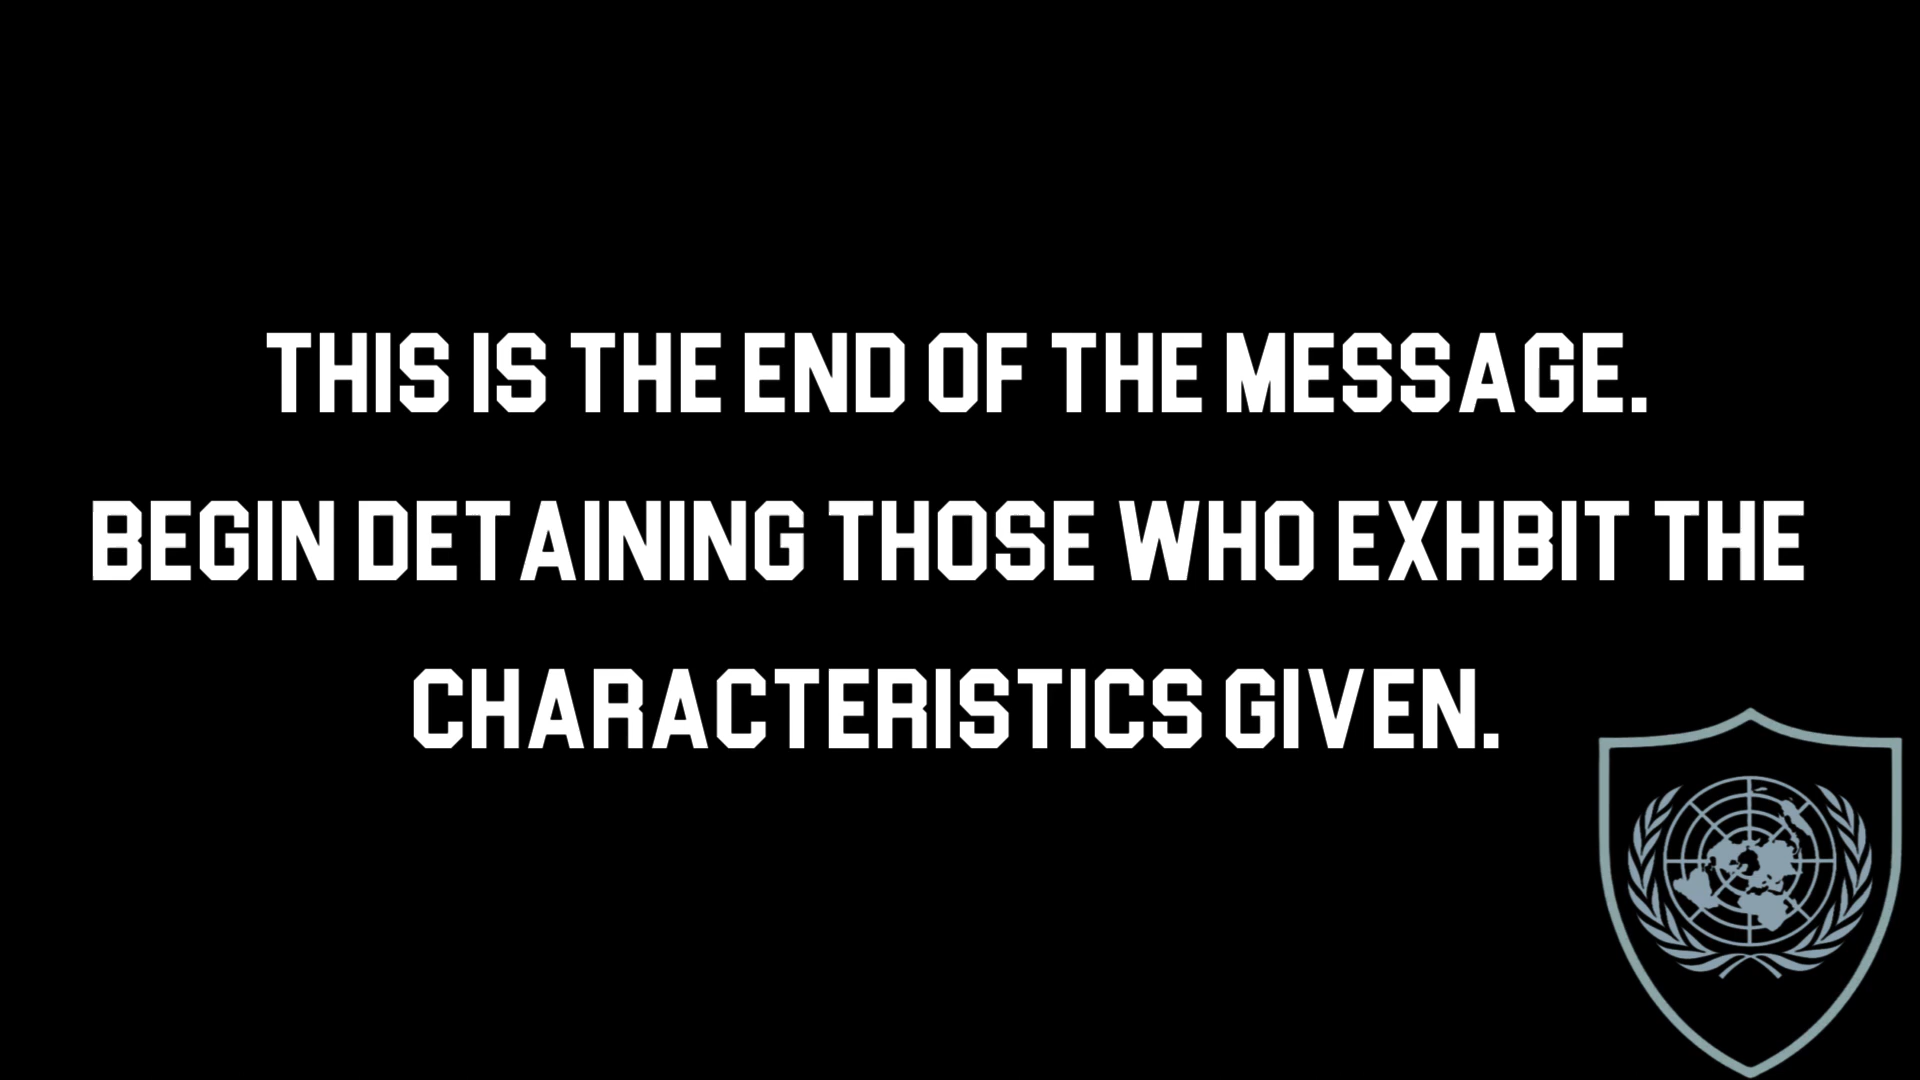 THIS IS THE END OF THE MESSAGE.
BEGIN DETAINING THOSE WHO EXHBIT THE
CHARACTERISTICS GIVEN.